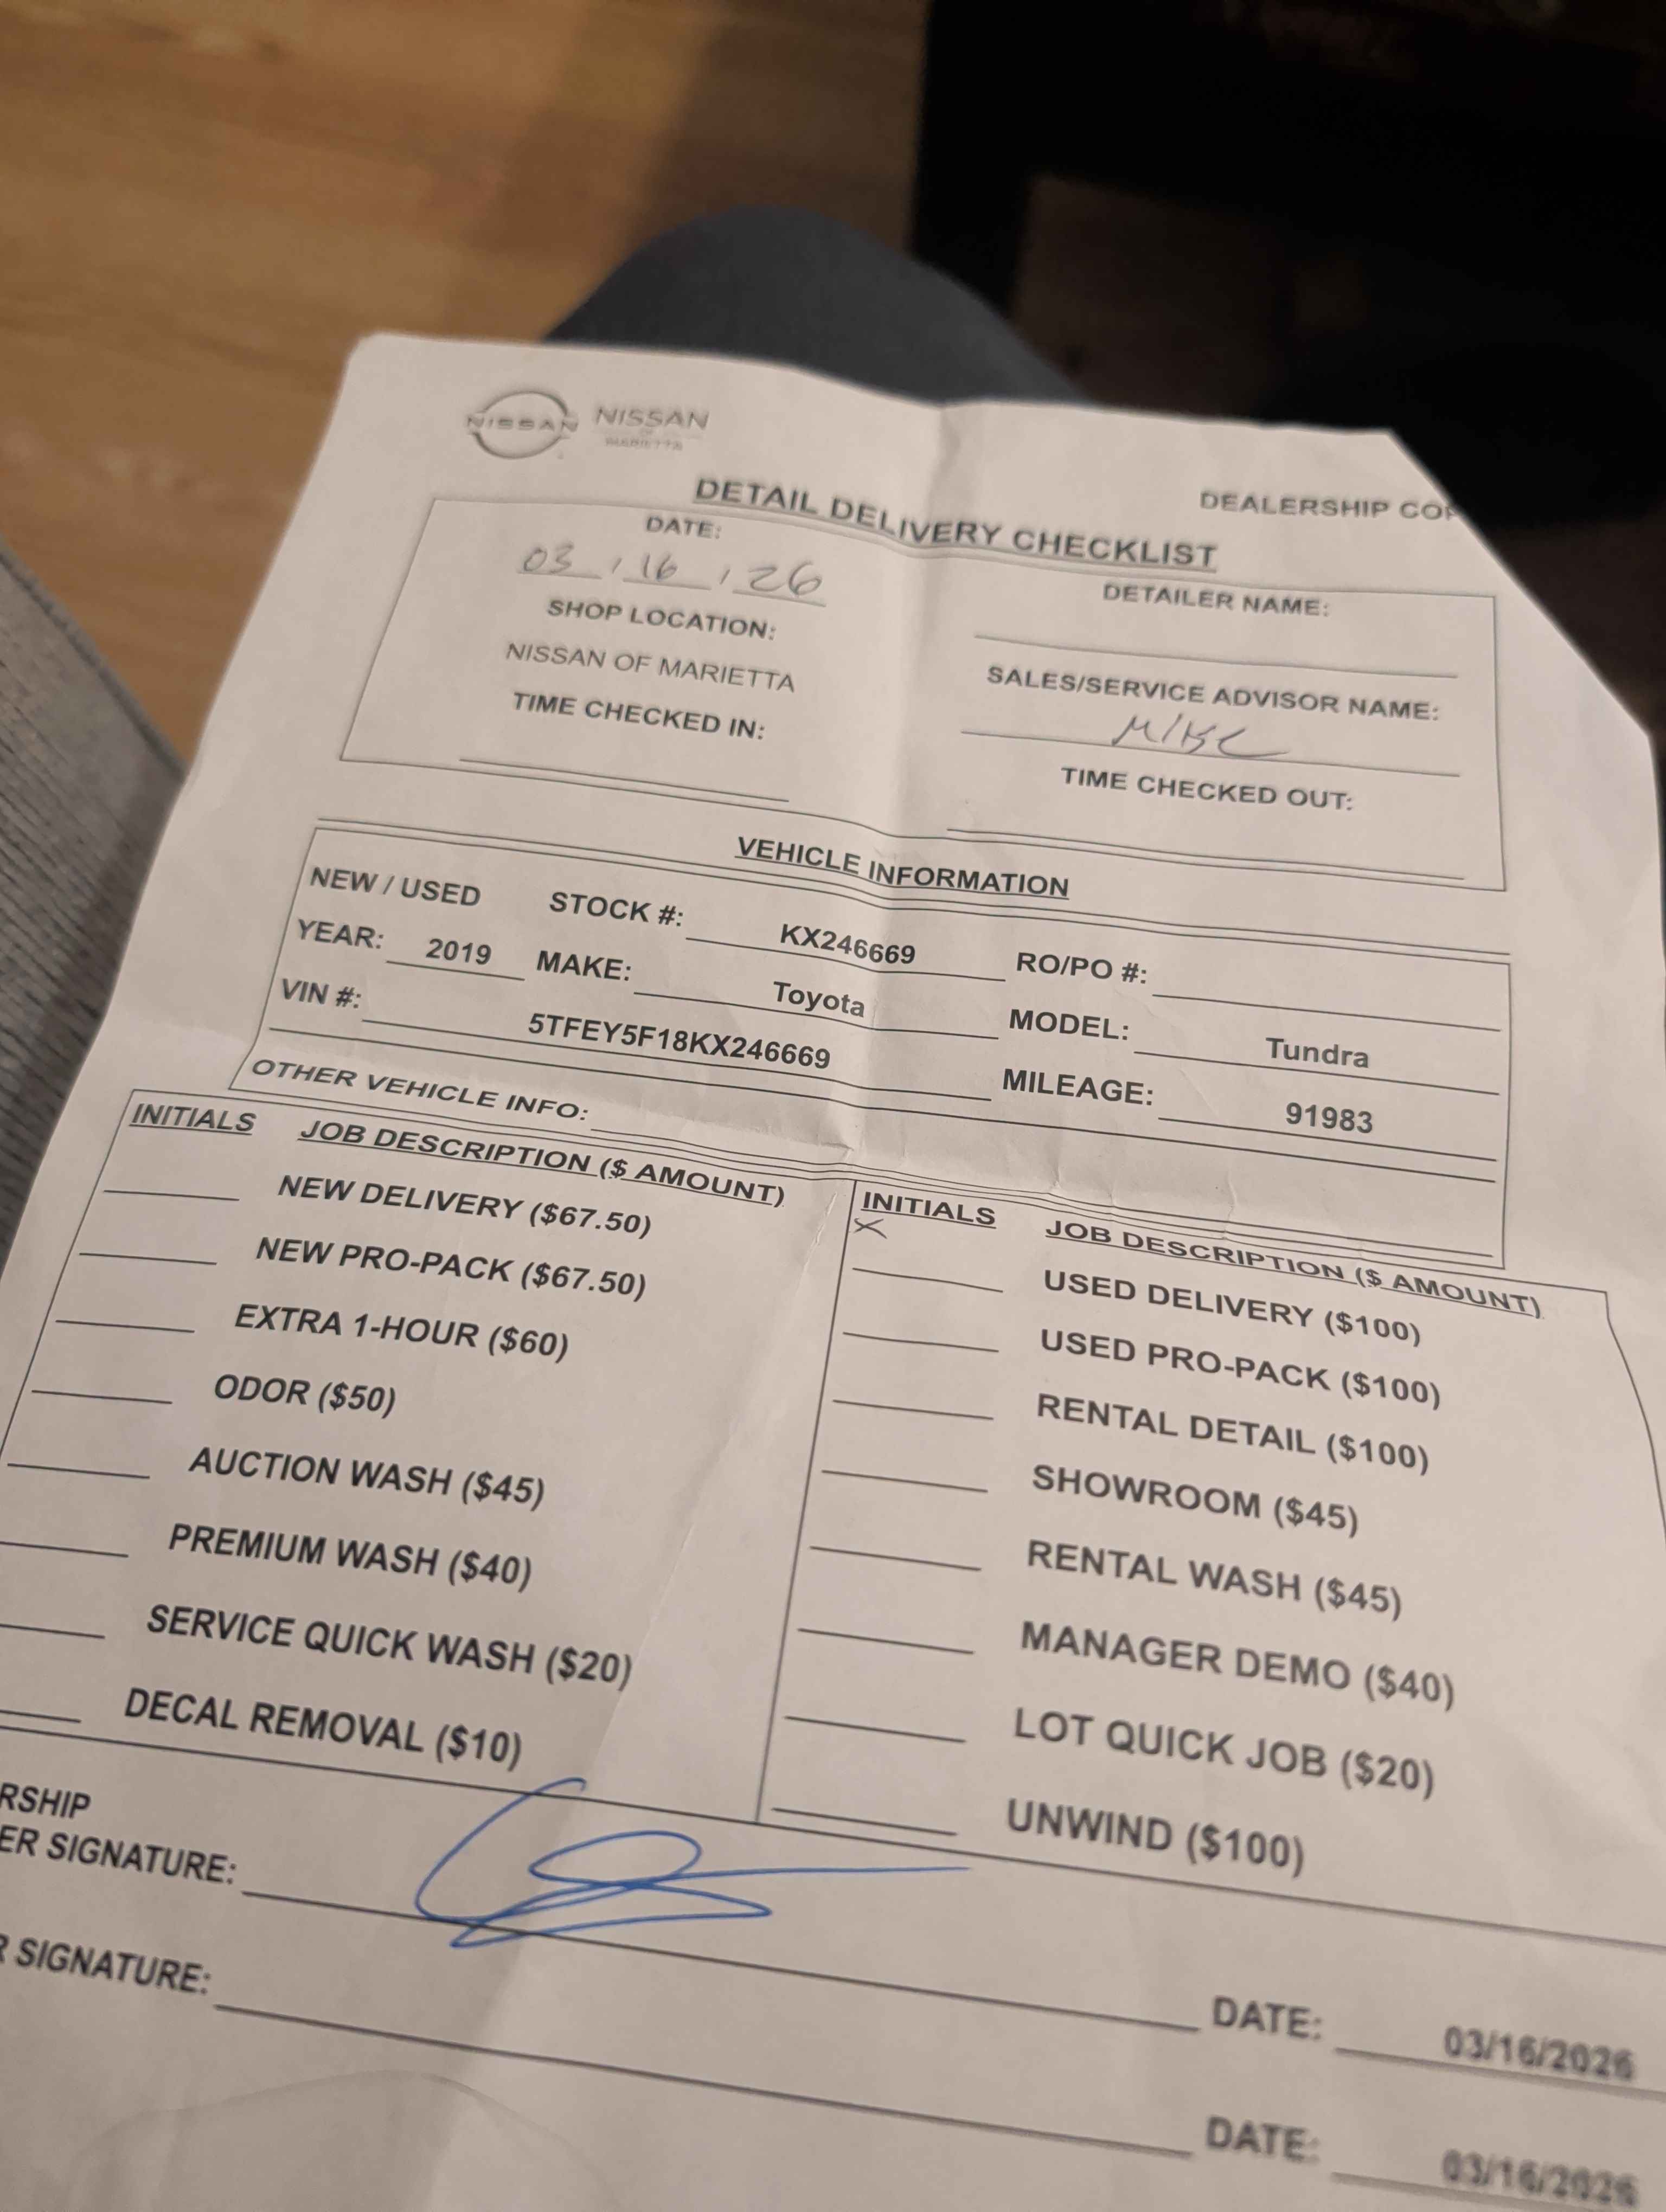 NISSAN NISSAN
OF
MARIETTA
DEALERSHIP COP
DETAIL DELIVERY CHECKLIST
DATE:
03 / 16 / 26
SHOP LOCATION:
NISSAN OF MARIETTA
TIME CHECKED IN:
DETAILER NAME:
SALES/SERVICE ADVISOR NAME:
MIKE
TIME CHECKED OUT:
VEHICLE INFORMATION
NEW / USED STOCK #: KX246669 RO/PO #:
YEAR: 2019 MAKE: Toyota MODEL: Tundra
VIN #: 5TFEY5F18KX246669 MILEAGE: 91983
OTHER VEHICLE INFO:
INITIALS JOB DESCRIPTION ($ AMOUNT)
NEW DELIVERY ($67.50)
NEW PRO-PACK ($67.50)
EXTRA 1-HOUR ($60)
ODOR ($50)
AUCTION WASH ($45)
PREMIUM WASH ($40)
SERVICE QUICK WASH ($20)
DECAL REMOVAL ($10)
INITIALS JOB DESCRIPTION ($ AMOUNT)
X
USED DELIVERY ($100)
USED PRO-PACK ($100)
RENTAL DETAIL ($100)
SHOWROOM ($45)
RENTAL WASH ($45)
MANAGER DEMO ($40)
LOT QUICK JOB ($20)
UNWIND ($100)
RSHIP
ER SIGNATURE: DATE: 03/16/2026
R SIGNATURE: DATE: 03/16/2026